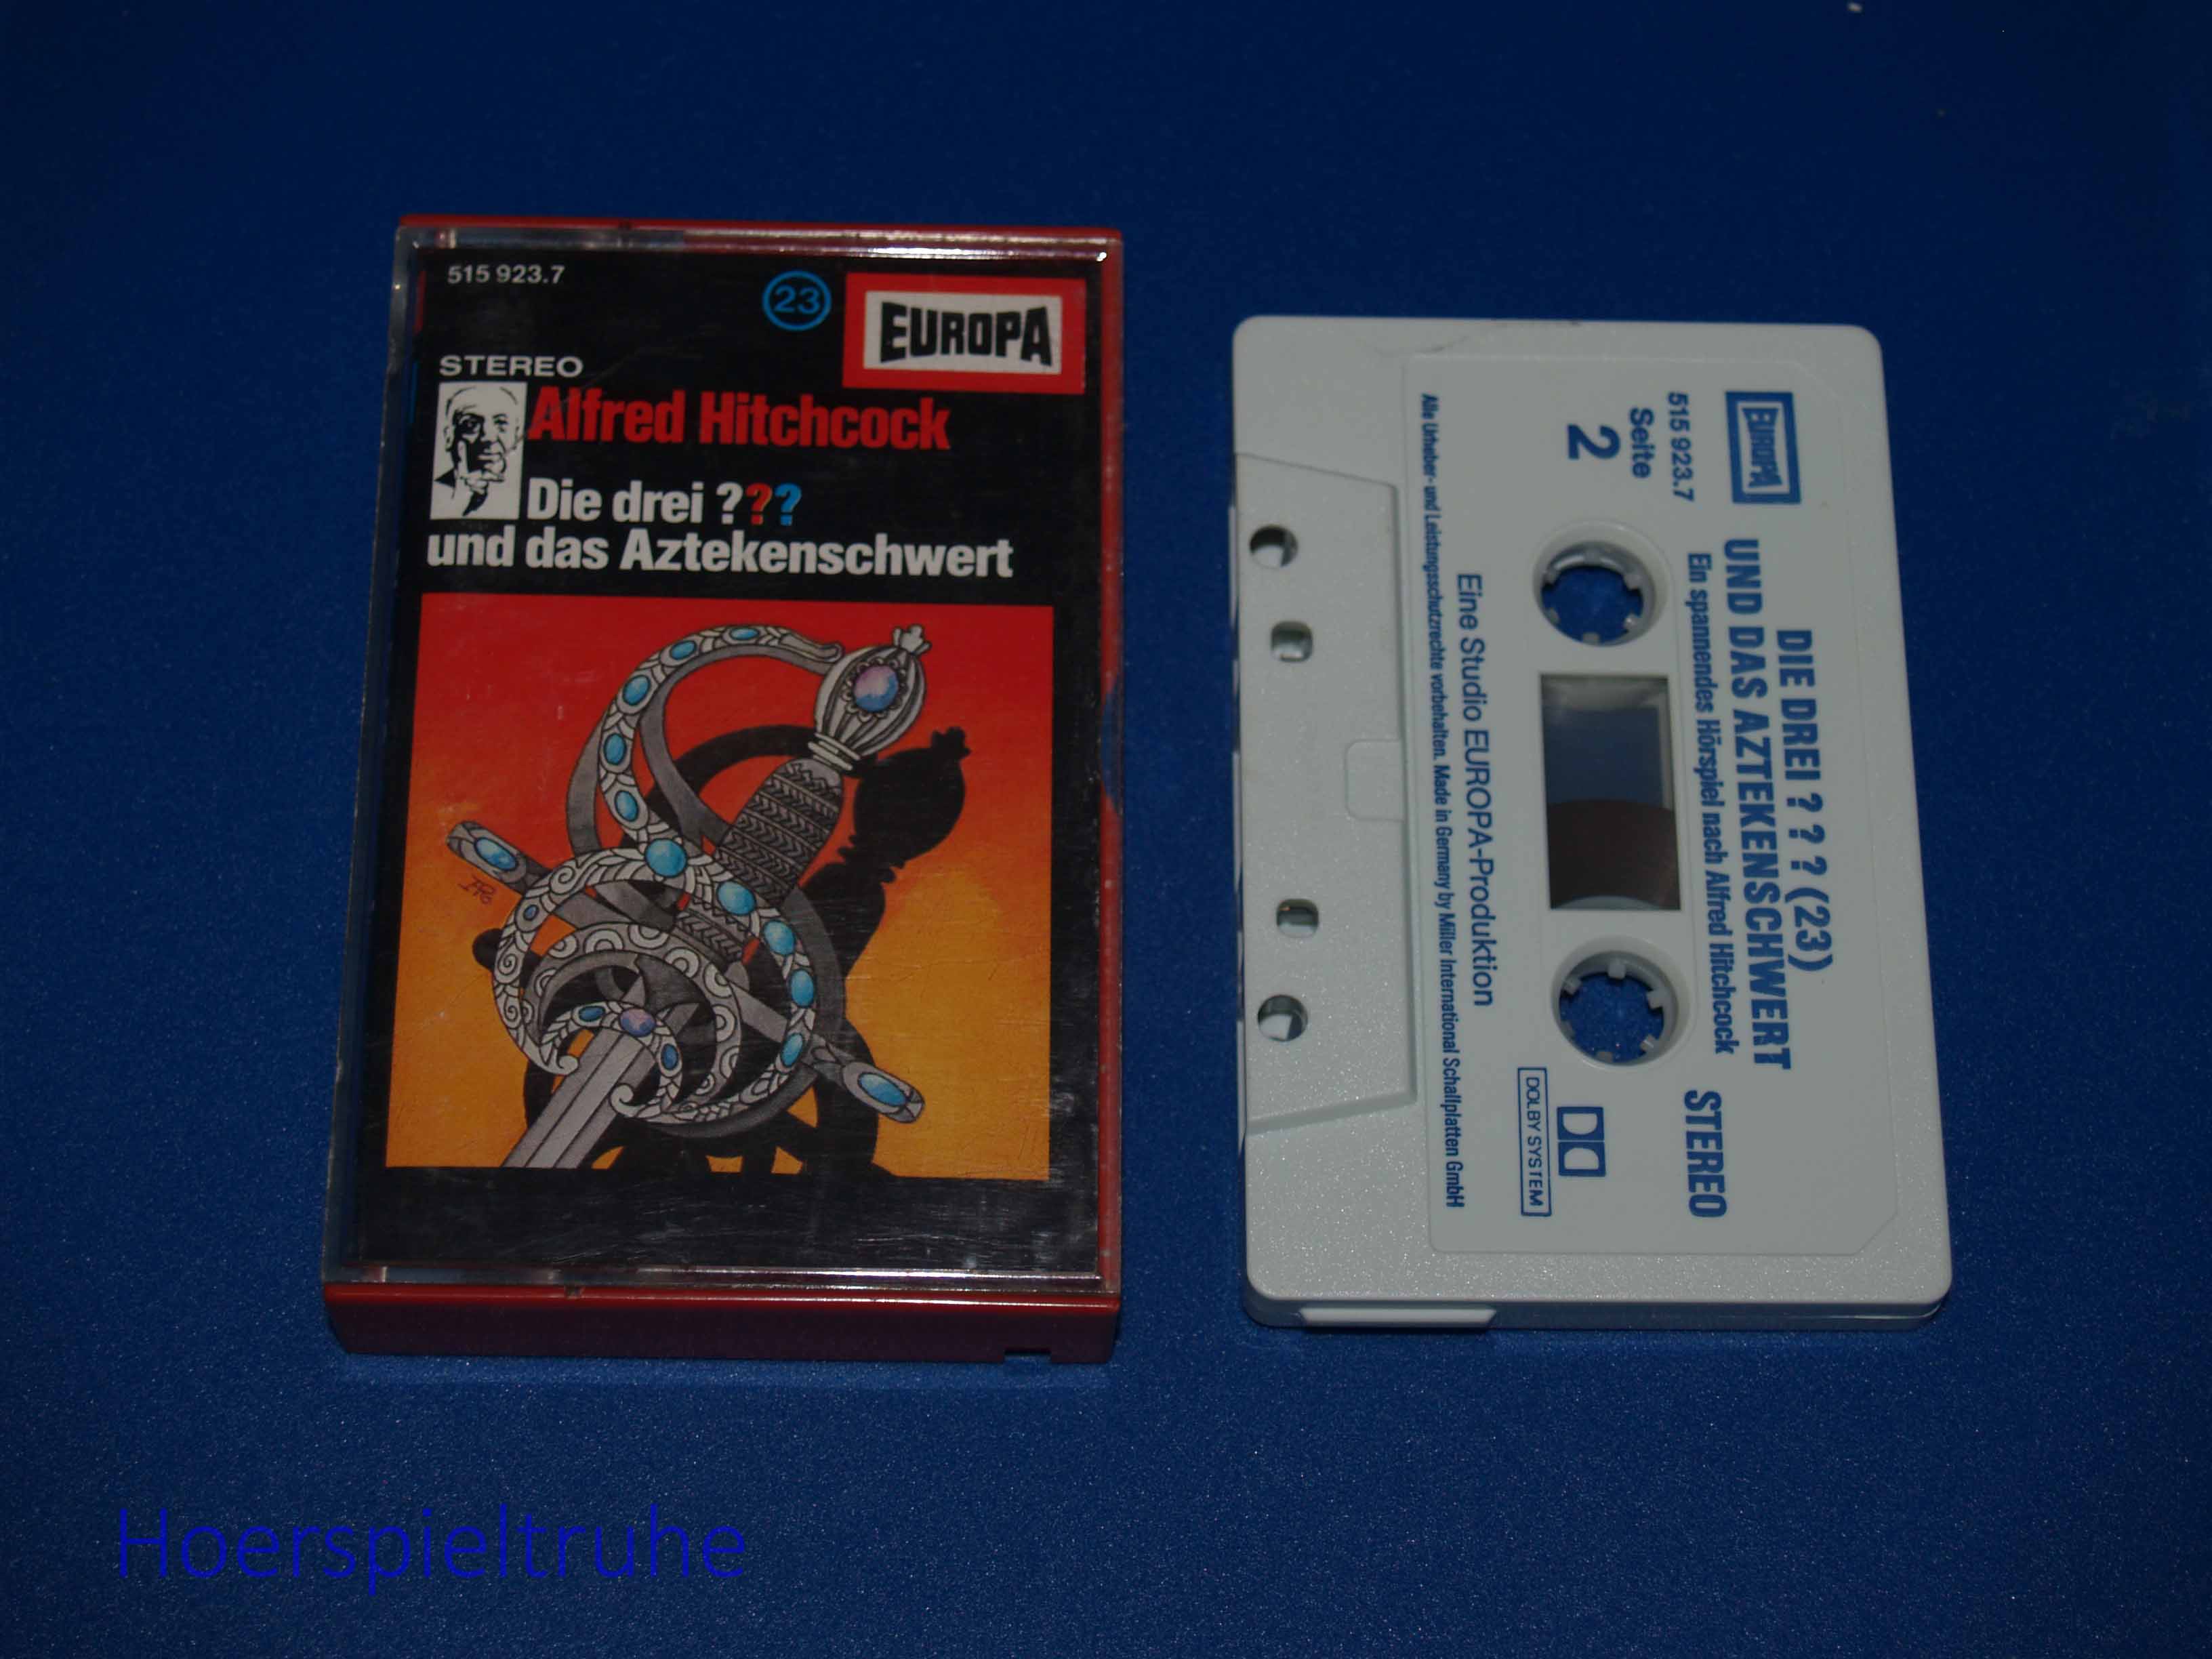 515 923.7
23
EUROPA
STEREO
Alfred Hitchcock
Die drei ???
und das Aztekenschwert
EUROPA
515 923.7
Seite
2
DIE DREI ? ? ? (23)
UND DAS AZTEKENSCHWERT
Ein spannendes Hörspiel nach Alfred Hitchcock
STEREO
DOLBY SYSTEM
Eine Studio EUROPA-Produktion
Alle Urheber- und Leistungsschutzrechte vorbehalten. Made in Germany by Miller International Schallplatten GmbH
Hoerspieltruhe